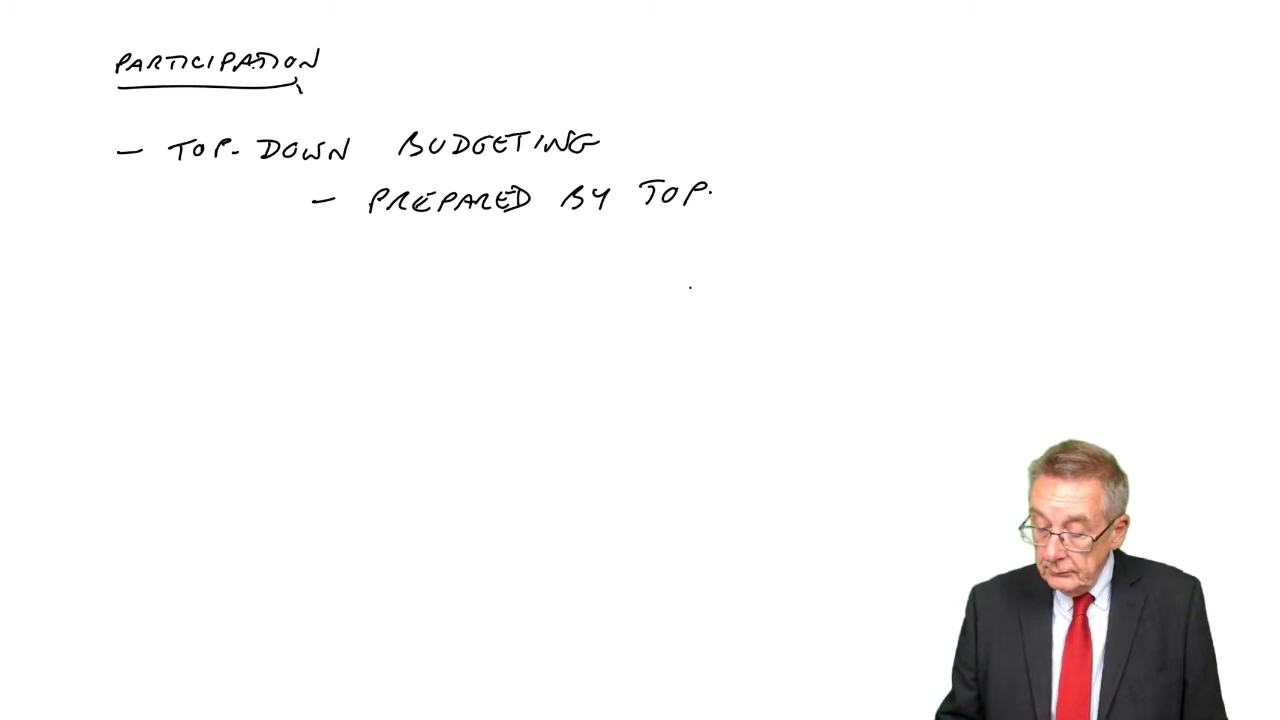 PARTICIPATION
- TOP-DOWN BUDGETING
- PREPARED BY TOP.